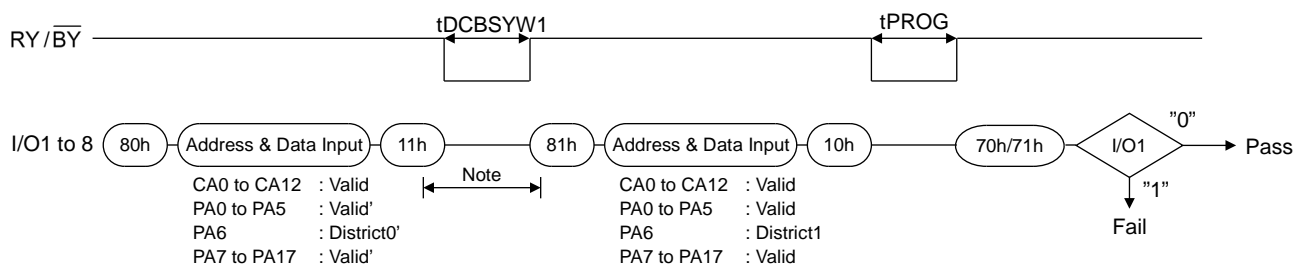 tDCBSYW1
tPROG
RY/BY
I/O1 to 8
80h
Address & Data Input
11h
81h
Address & Data Input
10h
70h/71h
I/O1
"0"
Pass
"1"
Fail
Note
CA0 to CA12 : Valid
PA0 to PA5 : Valid'
PA6 : District0'
PA7 to PA17 : Valid'
CA0 to CA12 : Valid
PA0 to PA5 : Valid
PA6 : District1
PA7 to PA17 : Valid